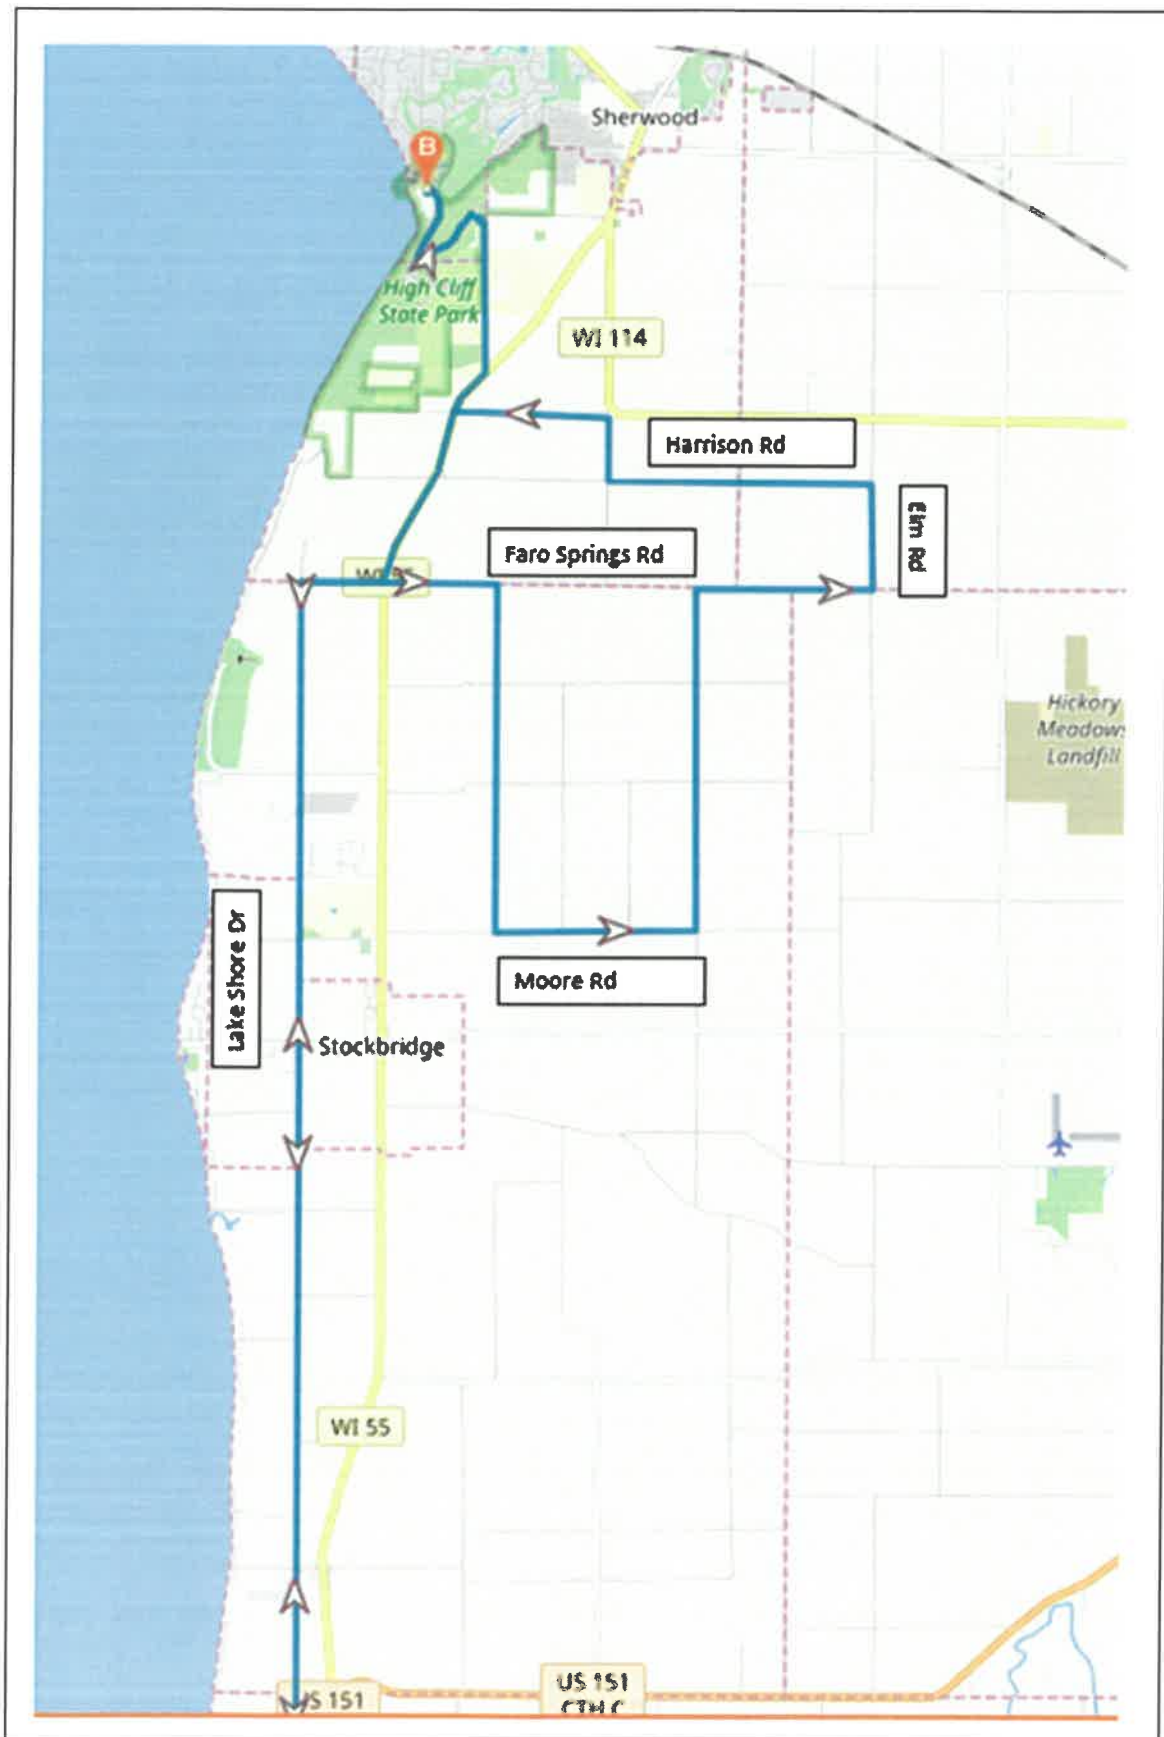 Sherwood
B
High Cliff
State Park
WI 114
Harrison Rd
Elm Rd
Faro Springs Rd
Hickory
Meadows
Landfill
Lake Shore Dr
Moore Rd
Stockbridge
WI 55
US 151
S 151